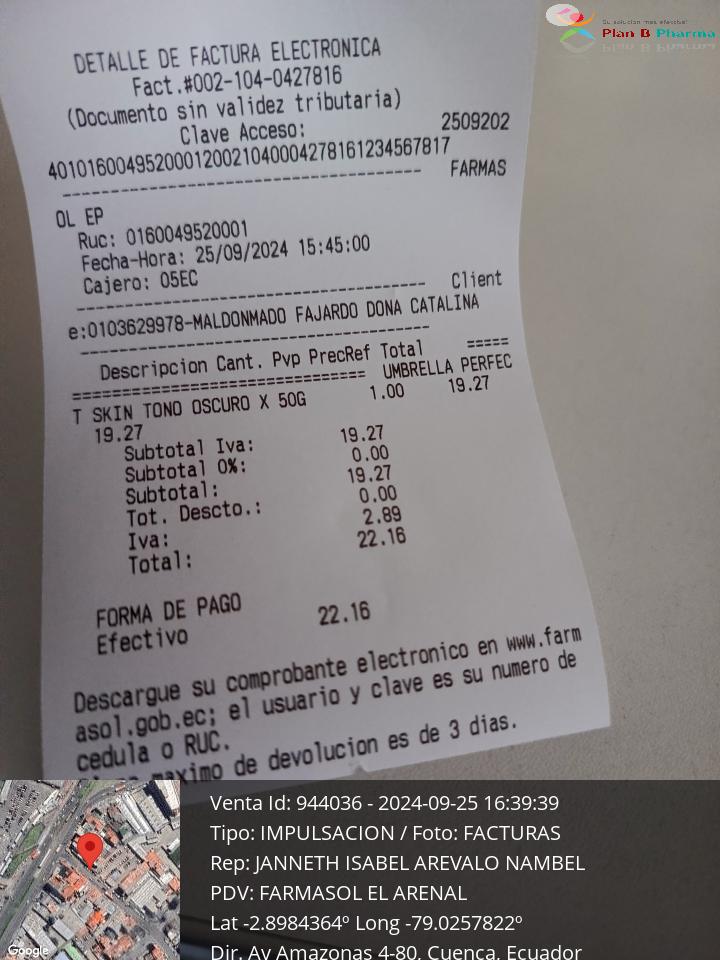 Su solucion mas efectiva!
Plan B Pharma
DETALLE DE FACTURA ELECTRONICA
Fact.#002-104-0427816
(Documento sin validez tributaria)
Clave Acceso: 2509202
401016004952000120021040004278161234567817
------------------------------------ FARMAS
OL EP
Ruc: 0160049520001
Fecha-Hora: 25/09/2024 15:45:00
Cajero: 05EC
------------------------------------ Client
e:0103629978-MALDONMADO FAJARDO DONA CATALINA
------------------------------------
Descripcion Cant. Pvp PrecRef Total =====
============================== UMBRELLA PERFEC
T SKIN TONO OSCURO X 50G 1.00 19.27
19.27
Subtotal Iva: 19.27
Subtotal 0%: 0.00
Subtotal: 19.27
Tot. Descto.: 0.00
Iva: 2.89
Total: 22.16
FORMA DE PAGO
Efectivo 22.16
Descargue su comprobante electronico en www.farm
asol.gob.ec; el usuario y clave es su numero de
cedula o RUC.
maximo de devolucion es de 3 dias.
Venta Id: 944036 - 2024-09-25 16:39:39
Tipo: IMPULSACION / Foto: FACTURAS
Rep: JANNETH ISABEL AREVALO NAMBEL
PDV: FARMASOL EL ARENAL
Lat -2.8984364º Long -79.0257822º
Dir. Av Amazonas 4-80, Cuenca, Ecuador
Google